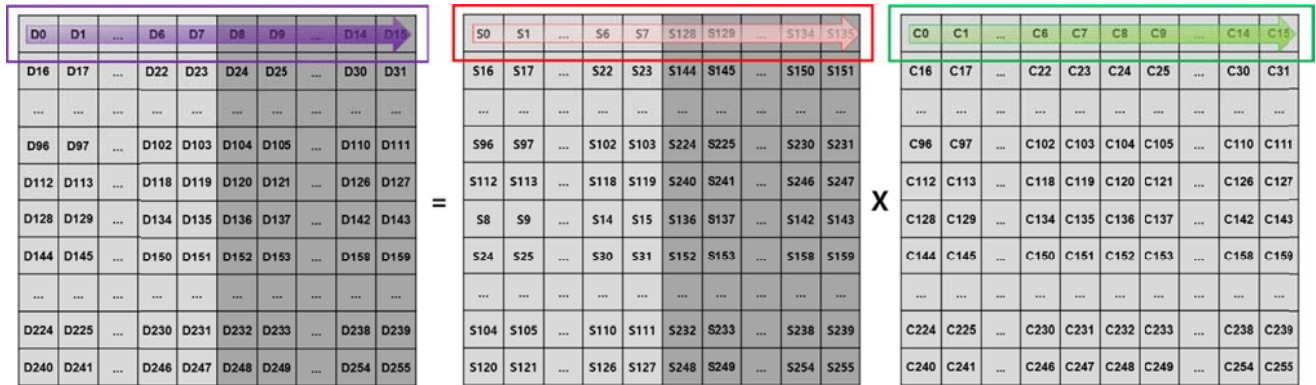 D0 D1 ... D6 D7 D8 D9 ... D14 D15 S0 S1 ... S6 S7 S128 S129 ... S134 S135 C0 C1 ... C6 C7 C8 C9 ... C14 C15
D16 D17 ... D22 D23 D24 D25 ... D30 D31 S16 S17 ... S22 S23 S144 S145 ... S150 S151 C16 C17 ... C22 C23 C24 C25 ... C30 C31
... ... ... ... ... ... ... ... ... ... ... ... ... ... ... ... ... ... ... ... ... ... ... ... ... ... ... ... ... ...
D96 D97 ... D102 D103 D104 D105 ... D110 D111 S96 S97 ... S102 S103 S224 S225 ... S230 S231 C96 C97 ... C102 C103 C104 C105 ... C110 C111
D112 D113 ... D118 D119 D120 D121 ... D126 D127 S112 S113 ... S118 S119 S240 S241 ... S246 S247 C112 C113 ... C118 C119 C120 C121 ... C126 C127
D128 D129 ... D134 D135 D136 D137 ... D142 D143 = S8 S9 ... S14 S15 S136 S137 ... S142 S143 X C128 C129 ... C134 C135 C136 C137 ... C142 C143
D144 D145 ... D150 D151 D152 D153 ... D158 D159 S24 S25 ... S30 S31 S152 S153 ... S158 S159 C144 C145 ... C150 C151 C152 C153 ... C158 C159
... ... ... ... ... ... ... ... ... ... ... ... ... ... ... ... ... ... ... ... ... ... ... ... ... ... ... ... ... ...
D224 D225 ... D230 D231 D232 D233 ... D238 D239 S104 S105 ... S110 S111 S232 S233 ... S238 S239 C224 C225 ... C230 C231 C232 C233 ... C238 C239
D240 D241 ... D246 D247 D248 D249 ... D254 D255 S120 S121 ... S126 S127 S248 S249 ... S254 S255 C240 C241 ... C246 C247 C248 C249 ... C254 C255